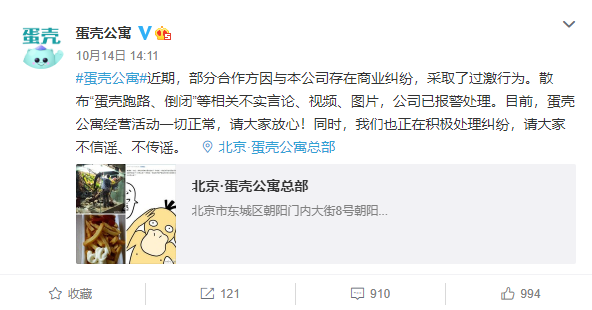 蛋壳
蛋壳公寓
10月14日 14:11
#蛋壳公寓#近期，部分合作方因与本公司存在商业纠纷，采取了过激行为。散
布“蛋壳跑路、倒闭”等相关不实言论、视频、图片，公司已报警处理。目前，蛋壳
公寓经营活动一切正常，请大家放心！同时，我们也正在积极处理纠纷，请大家
不信谣、不传谣。 北京·蛋壳公寓总部
北京·蛋壳公寓总部
北京市东城区朝阳门内大街8号朝阳...
收藏 121 910 994